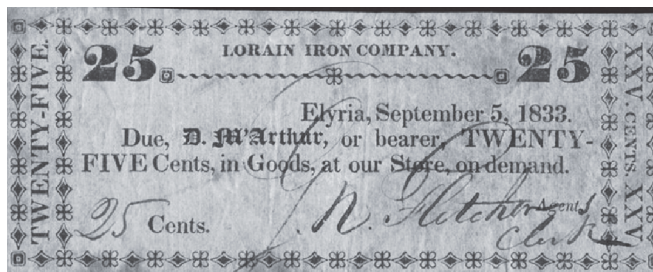 LORAIN IRON COMPANY.
25 25
Elyria, September 5, 1833.
Due, D. M'Arthur, or bearer, TWENTY-
FIVE Cents, in Goods, at our Store, on demand.
25 Cents. N. Fletcher Agent
Clerk
TWENTY-FIVE.
XXV. CENTS. XXV